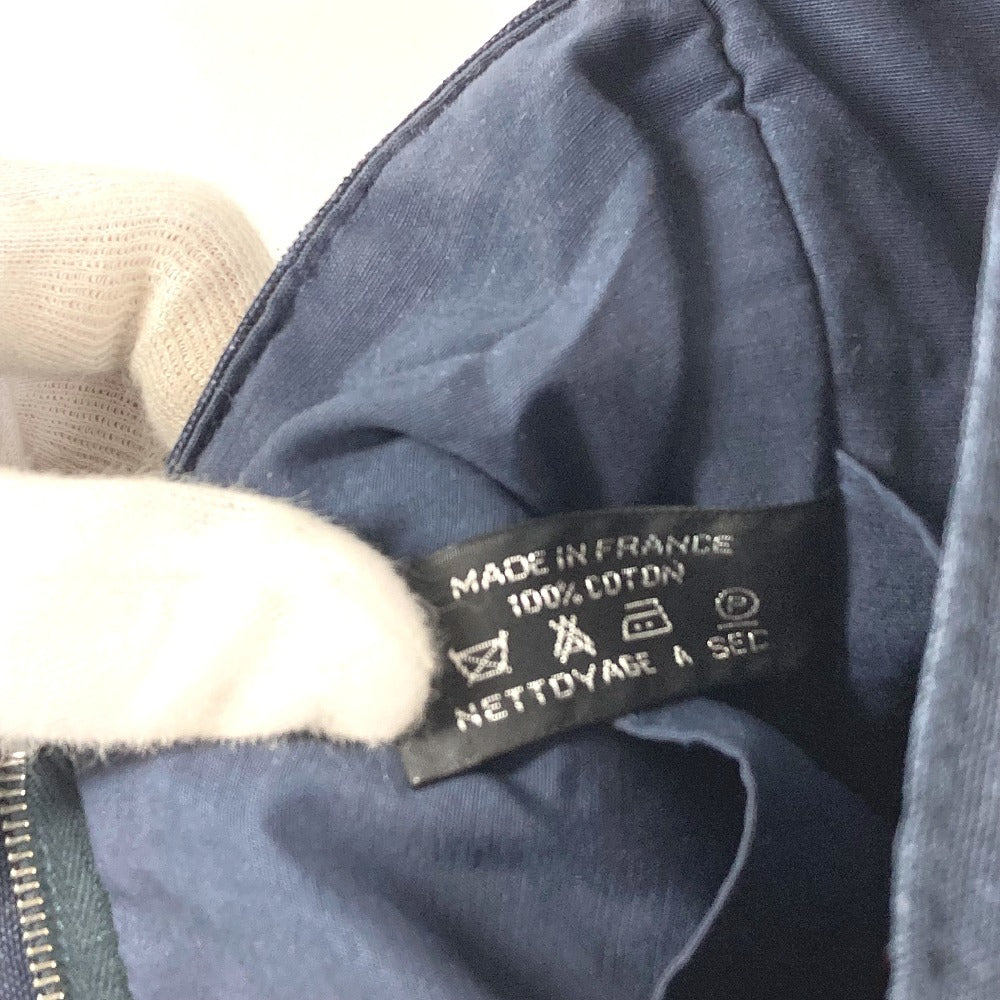 MADE IN FRANCE
100% COTON
P
NETTOYAGE A SEC